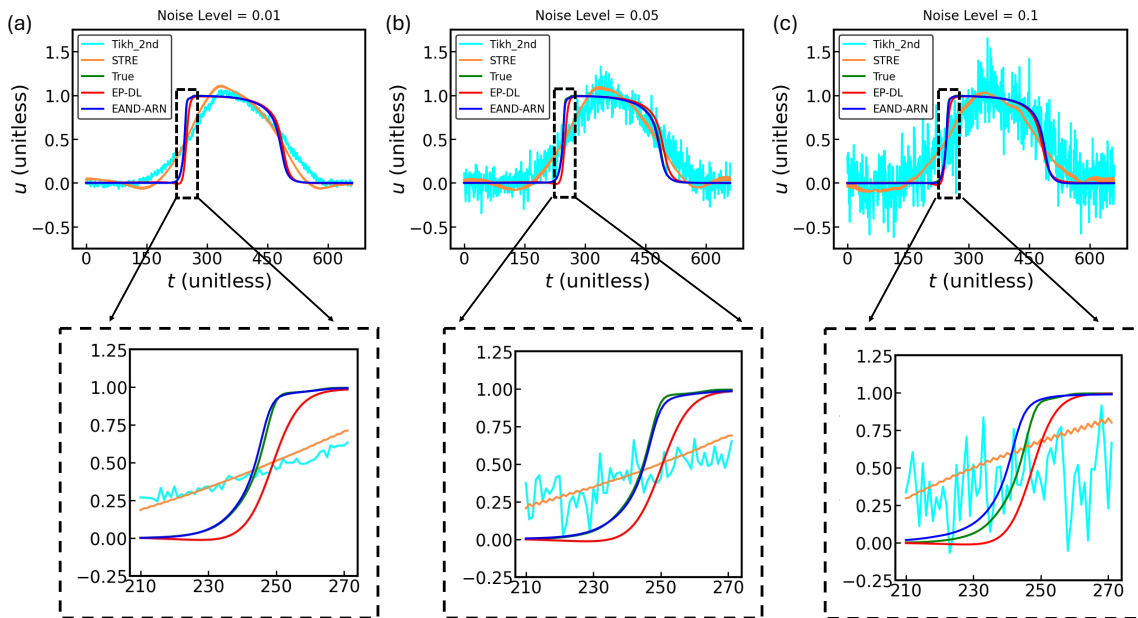 (a)
Noise Level = 0.01
1.5
1.0
0.5
0.0
−0.5
u (unitless)
Tikh_2nd
STRE
True
EP-DL
EAND-ARN
0 150 300 450 600
t (unitless)
(b)
Noise Level = 0.05
1.5
1.0
0.5
0.0
−0.5
u (unitless)
Tikh_2nd
STRE
True
EP-DL
EAND-ARN
0 150 300 450 600
t (unitless)
(c)
Noise Level = 0.1
1.5
1.0
0.5
0.0
−0.5
u (unitless)
Tikh_2nd
STRE
True
EP-DL
EAND-ARN
0 150 300 450 600
t (unitless)
1.25
1.00
0.75
0.50
0.25
0.00
−0.25
210 230 250 270
1.25
1.00
0.75
0.50
0.25
0.00
−0.25
210 230 250 270
1.25
1.00
0.75
0.50
0.25
0.00
−0.25
210 230 250 270